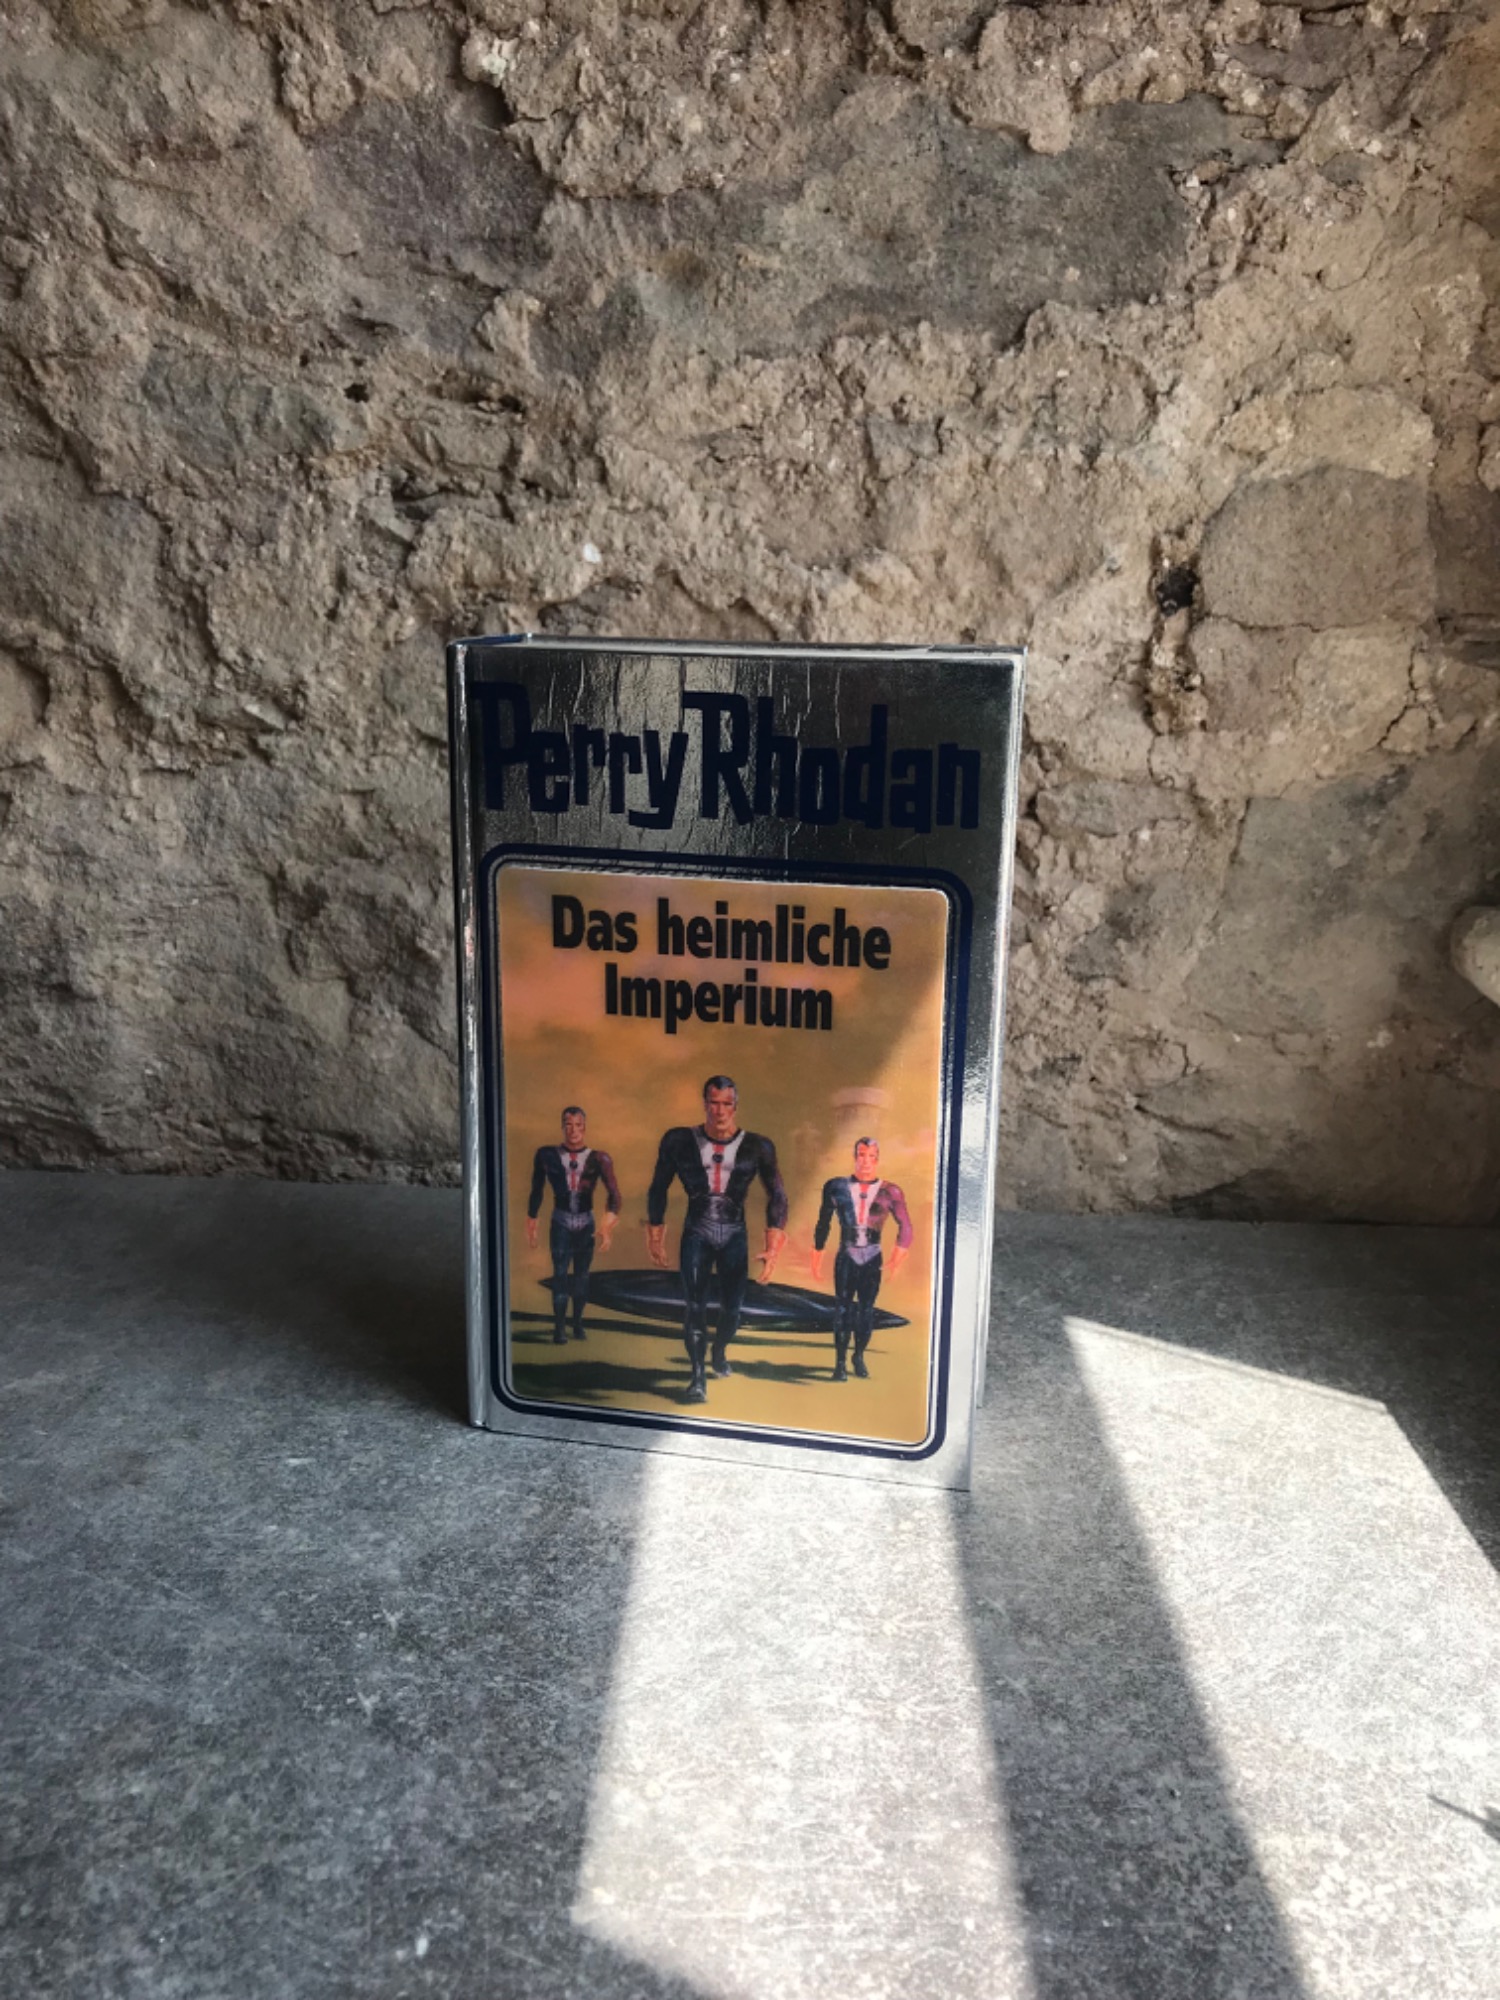 Perry Rhodan
Das heimliche
Imperium